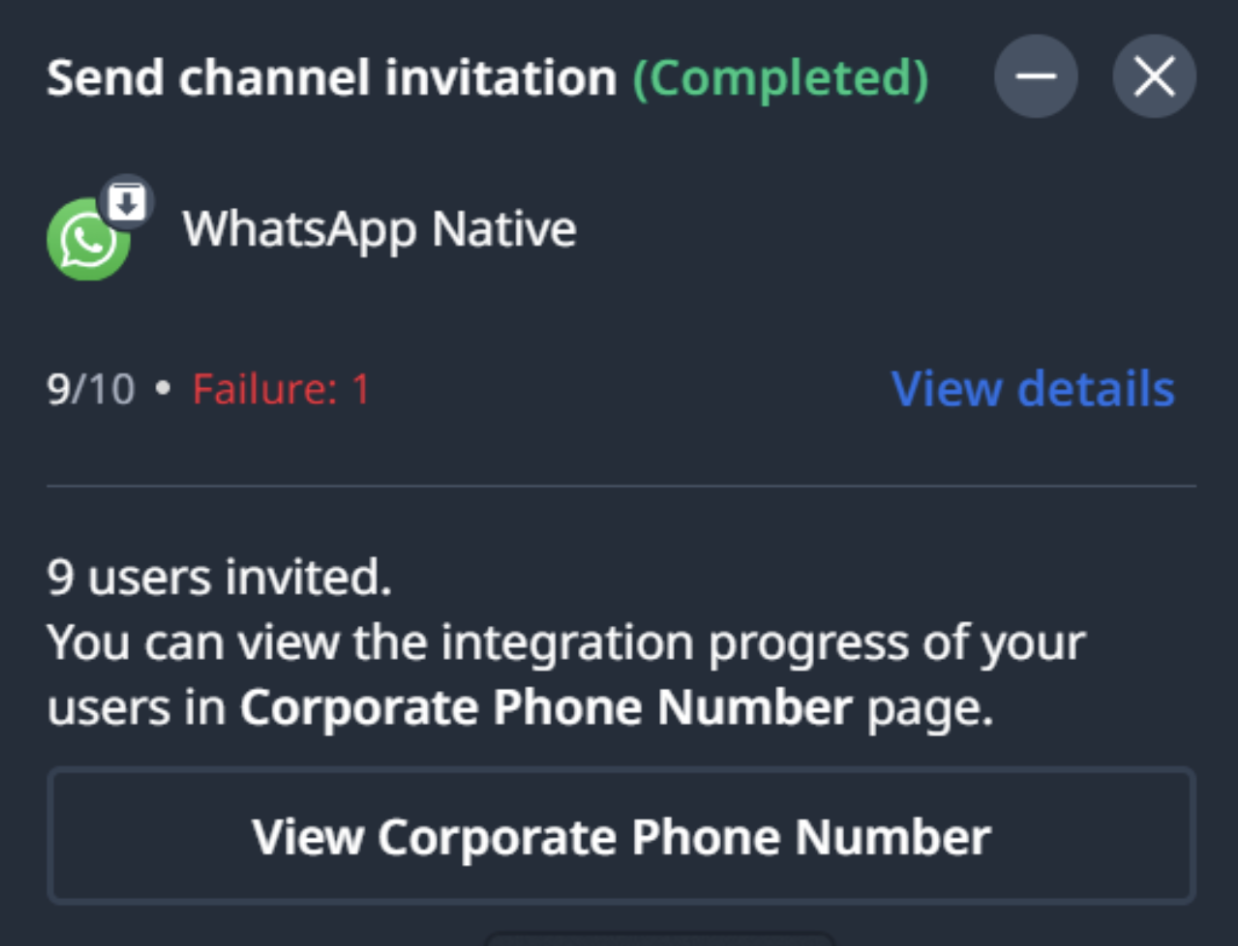 Send channel invitation (Completed)
WhatsApp Native
9/10 • Failure: 1
View details
9 users invited.
You can view the integration progress of your
users in Corporate Phone Number page.
View Corporate Phone Number